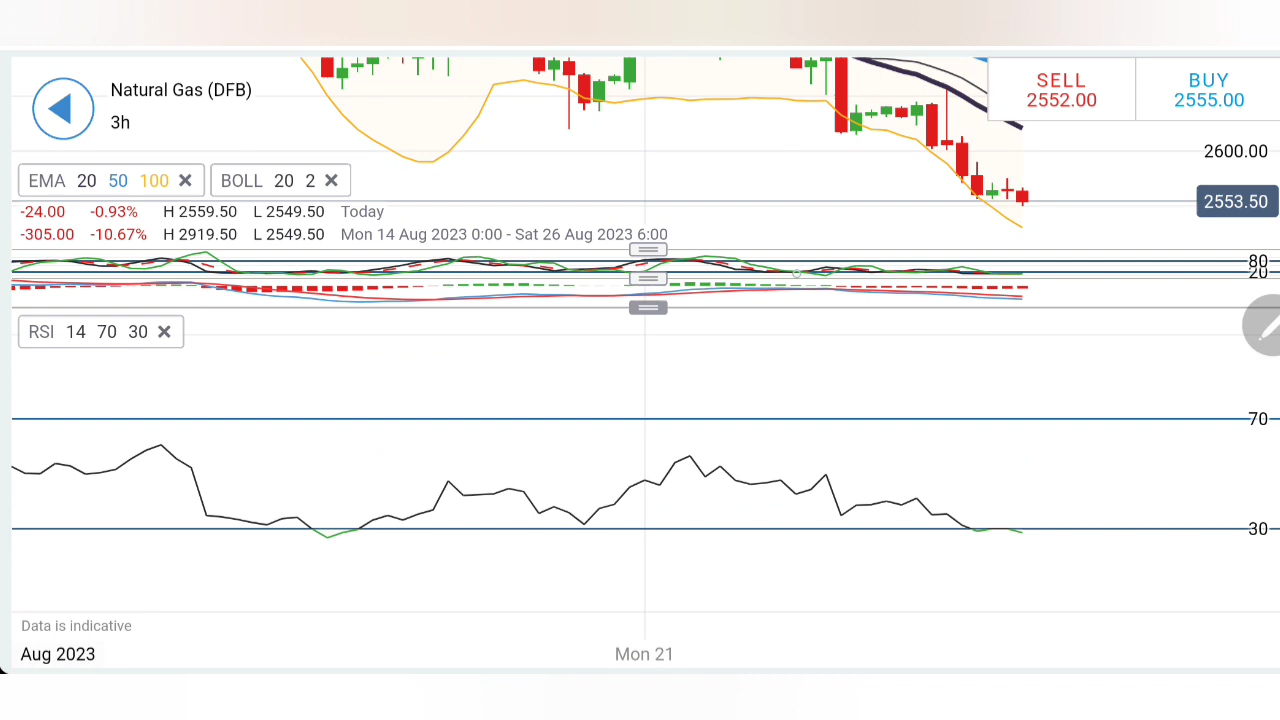 Natural Gas (DFB)
3h
SELL
2552.00
BUY
2555.00
2600.00
EMA 20 50 100
BOLL 20 2
2553.50
-24.00 -0.93% H 2559.50 L 2549.50 Today
-305.00 -10.67% H 2919.50 L 2549.50 Mon 14 Aug 2023 0:00 - Sat 26 Aug 2023 6:00
80
20
RSI 14 70 30
70
30
Data is indicative
Aug 2023
Mon 21